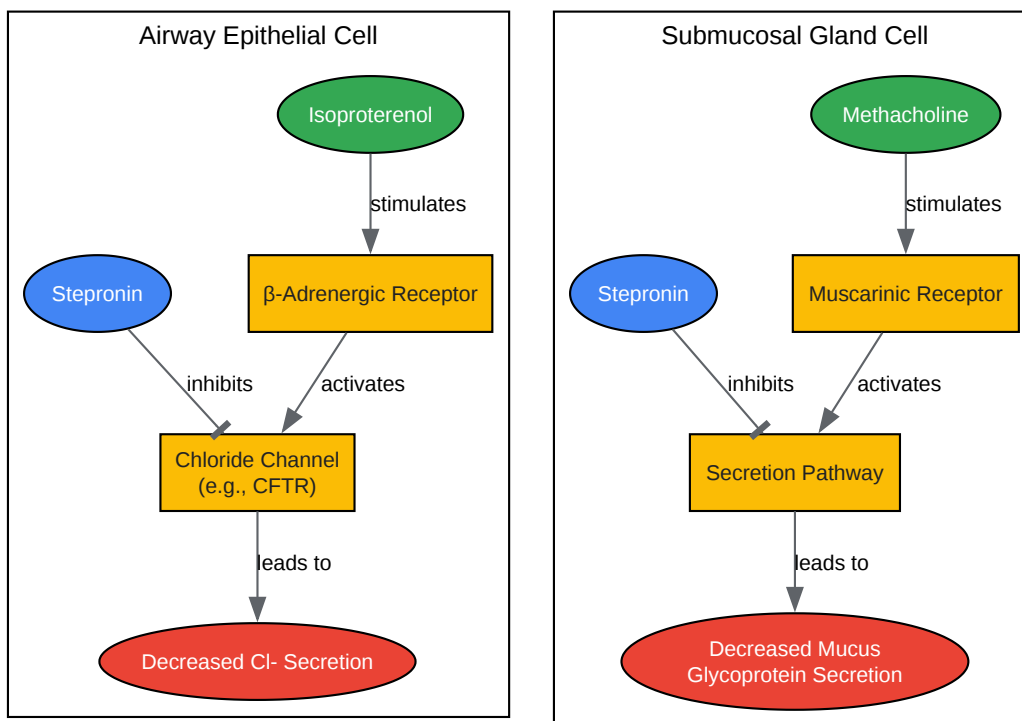 Airway Epithelial Cell
Isoproterenol
stimulates
Stepronin
β-Adrenergic Receptor
inhibits
activates
Chloride Channel
(e.g., CFTR)
leads to
Decreased Cl- Secretion
Submucosal Gland Cell
Methacholine
stimulates
Stepronin
Muscarinic Receptor
inhibits
activates
Secretion Pathway
leads to
Decreased Mucus
Glycoprotein Secretion